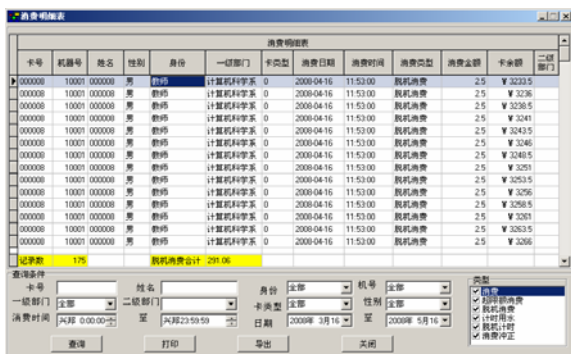 消费明细表
消费明细表
卡号 机器号 姓名 性别 身份 一级部门 卡类型 消费日期 消费时间 消费类型 消费金额 卡余额 二级部门
000008 10001 000008 男 教师 计算机科学系 0 2008-04-16 11:53:00 脱机消费 2.5 ¥ 3233.5
000008 10001 000008 男 教师 计算机科学系 0 2008-04-16 11:53:00 脱机消费 2.5 ¥ 3236
000008 10001 000008 男 教师 计算机科学系 0 2008-04-16 11:53:00 脱机消费 2.5 ¥ 3238.5
000008 10001 000008 男 教师 计算机科学系 0 2008-04-16 11:53:00 脱机消费 2.5 ¥ 3241
000008 10001 000008 男 教师 计算机科学系 0 2008-04-16 11:53:00 脱机消费 2.5 ¥ 3243.5
000008 10001 000008 男 教师 计算机科学系 0 2008-04-16 11:53:00 脱机消费 2.5 ¥ 3246
000008 10001 000008 男 教师 计算机科学系 0 2008-04-16 11:53:00 脱机消费 2.5 ¥ 3248.5
000008 10001 000008 男 教师 计算机科学系 0 2008-04-16 11:53:00 脱机消费 2.5 ¥ 3251
000008 10001 000008 男 教师 计算机科学系 0 2008-04-16 11:53:00 脱机消费 2.5 ¥ 3253.5
000008 10001 000008 男 教师 计算机科学系 0 2008-04-16 11:53:00 脱机消费 2.5 ¥ 3256
000008 10001 000008 男 教师 计算机科学系 0 2008-04-16 11:53:00 脱机消费 2.5 ¥ 3258.5
000008 10001 000008 男 教师 计算机科学系 0 2008-04-16 11:53:00 脱机消费 2.5 ¥ 3261
000008 10001 000008 男 教师 计算机科学系 0 2008-04-16 11:53:00 脱机消费 2.5 ¥ 3263.5
000008 10001 000008 男 教师 计算机科学系 0 2008-04-16 11:53:00 脱机消费 2.5 ¥ 3266
记录数 175 脱机消费合计 291.06
查询条件
卡号 姓名 身份 全部 机号 全部
一级部门 全部 二级部门 卡类型 全部 性别 全部
消费时间 兴邦 0:00:00 至 兴邦23:59:59 日期 2008年 3月16 至 2008年 5月16
查询 打印 导出 关闭
类型
消费
超限额消费
脱机消费
计时用水
脱机计时
消费冲正